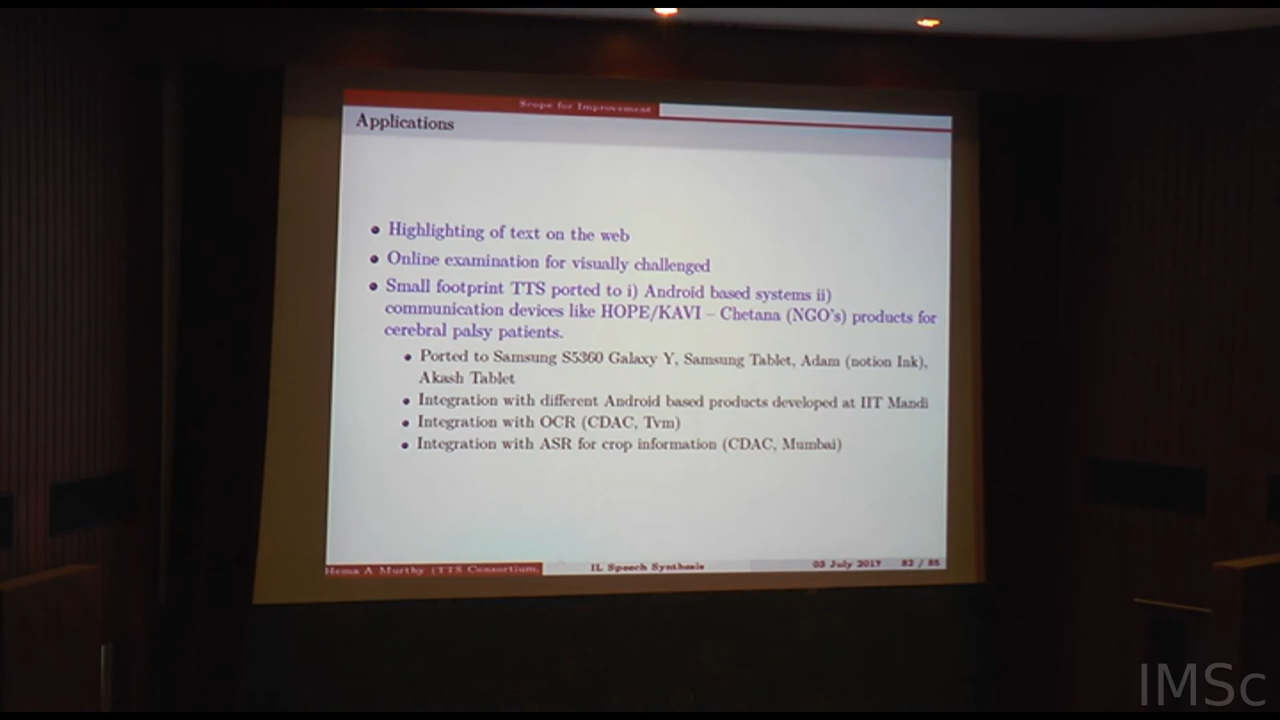 Scope for Improvement
Applications
• Highlighting of text on the web
• Online examination for visually challenged
• Small footprint TTS ported to i) Android based systems ii)
communication devices like HOPE/KAVI – Chetana (NGO's) products for
cerebral palsy patients.
• Ported to Samsung S5360 Galaxy Y, Samsung Tablet, Adam (notion Ink),
Akash Tablet
• Integration with different Android based products developed at IIT Mandi
• Integration with OCR (CDAC, Tvm)
• Integration with ASR for crop information (CDAC, Mumbai)
Hema A Murthy (TTS Consortium, IL Speech Synthesis 03 July 2017 82 / 85
IMSc